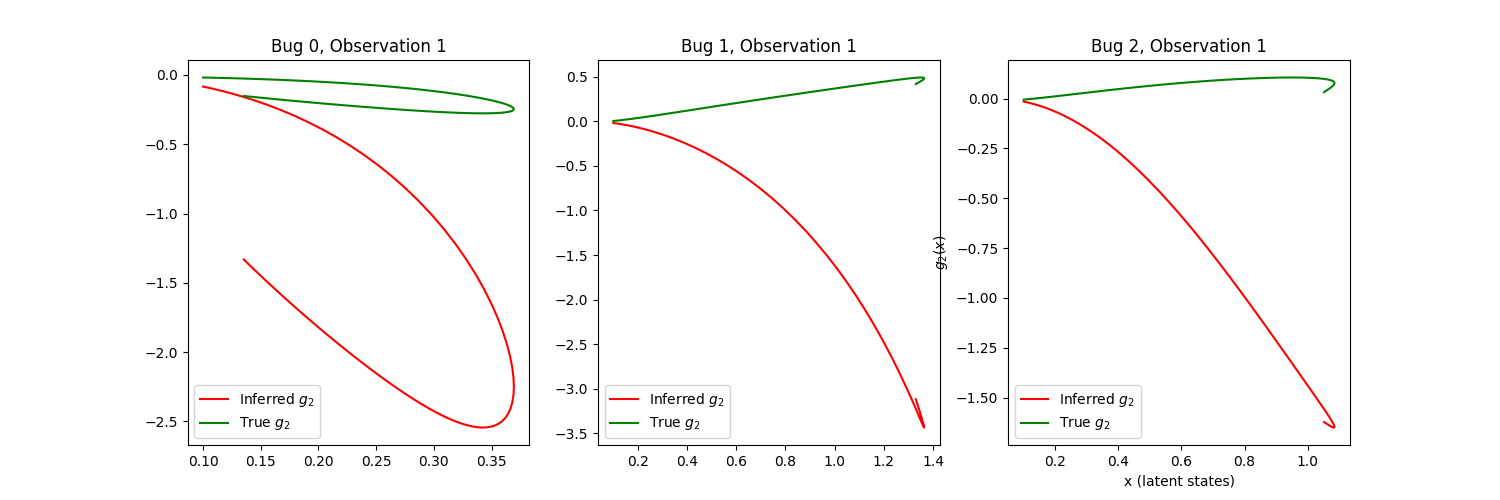 Bug 0, Observation 1
0.0
−0.5
−1.0
−1.5
−2.0
−2.5
0.10 0.15 0.20 0.25 0.30 0.35
Inferred g₂
True g₂
Bug 1, Observation 1
0.5
0.0
−0.5
−1.0
−1.5
−2.0
−2.5
−3.0
−3.5
0.2 0.4 0.6 0.8 1.0 1.2 1.4
Inferred g₂
True g₂
Bug 2, Observation 1
g₂(x)
0.00
−0.25
−0.50
−0.75
−1.00
−1.25
−1.50
0.2 0.4 0.6 0.8 1.0
x (latent states)
Inferred g₂
True g₂